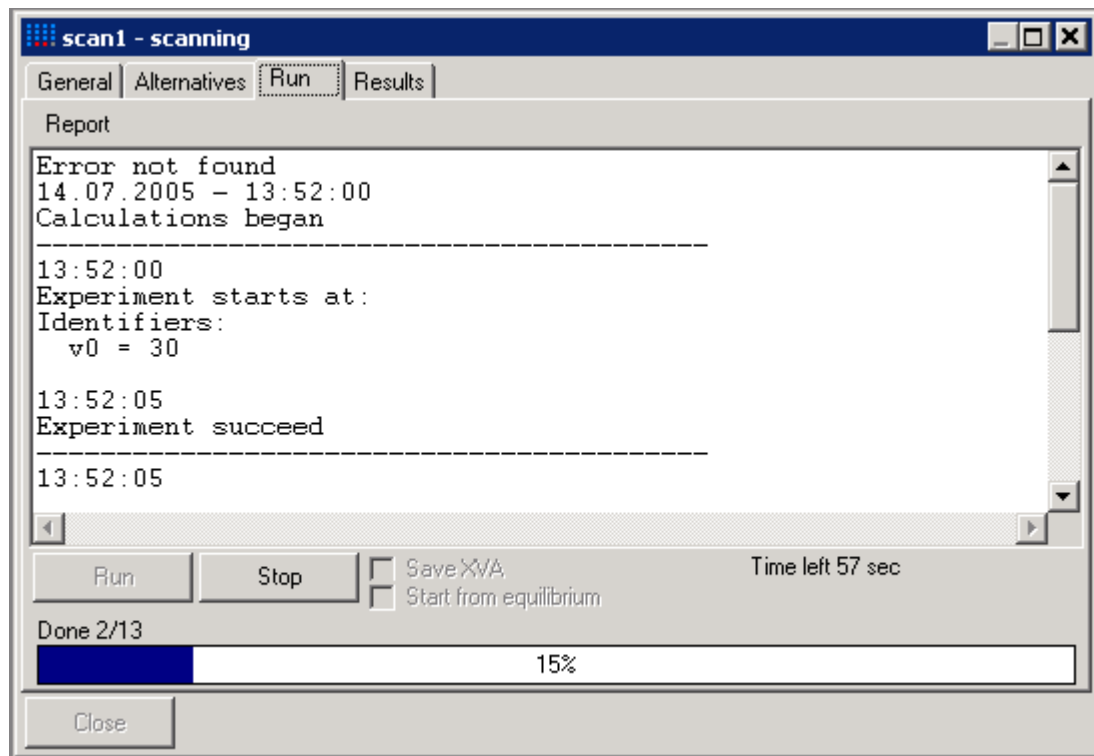 scan1 - scanning
General Alternatives Run Results
Report
Error not found
14.07.2005 - 13:52:00
Calculations began
------------------------------------------
13:52:00
Experiment starts at:
Identifiers:
v0 = 30
13:52:05
Experiment succeed
------------------------------------------
13:52:05
Run Stop Save XVA Time left 57 sec
Start from equilibrium
Done 2/13
15%
Close